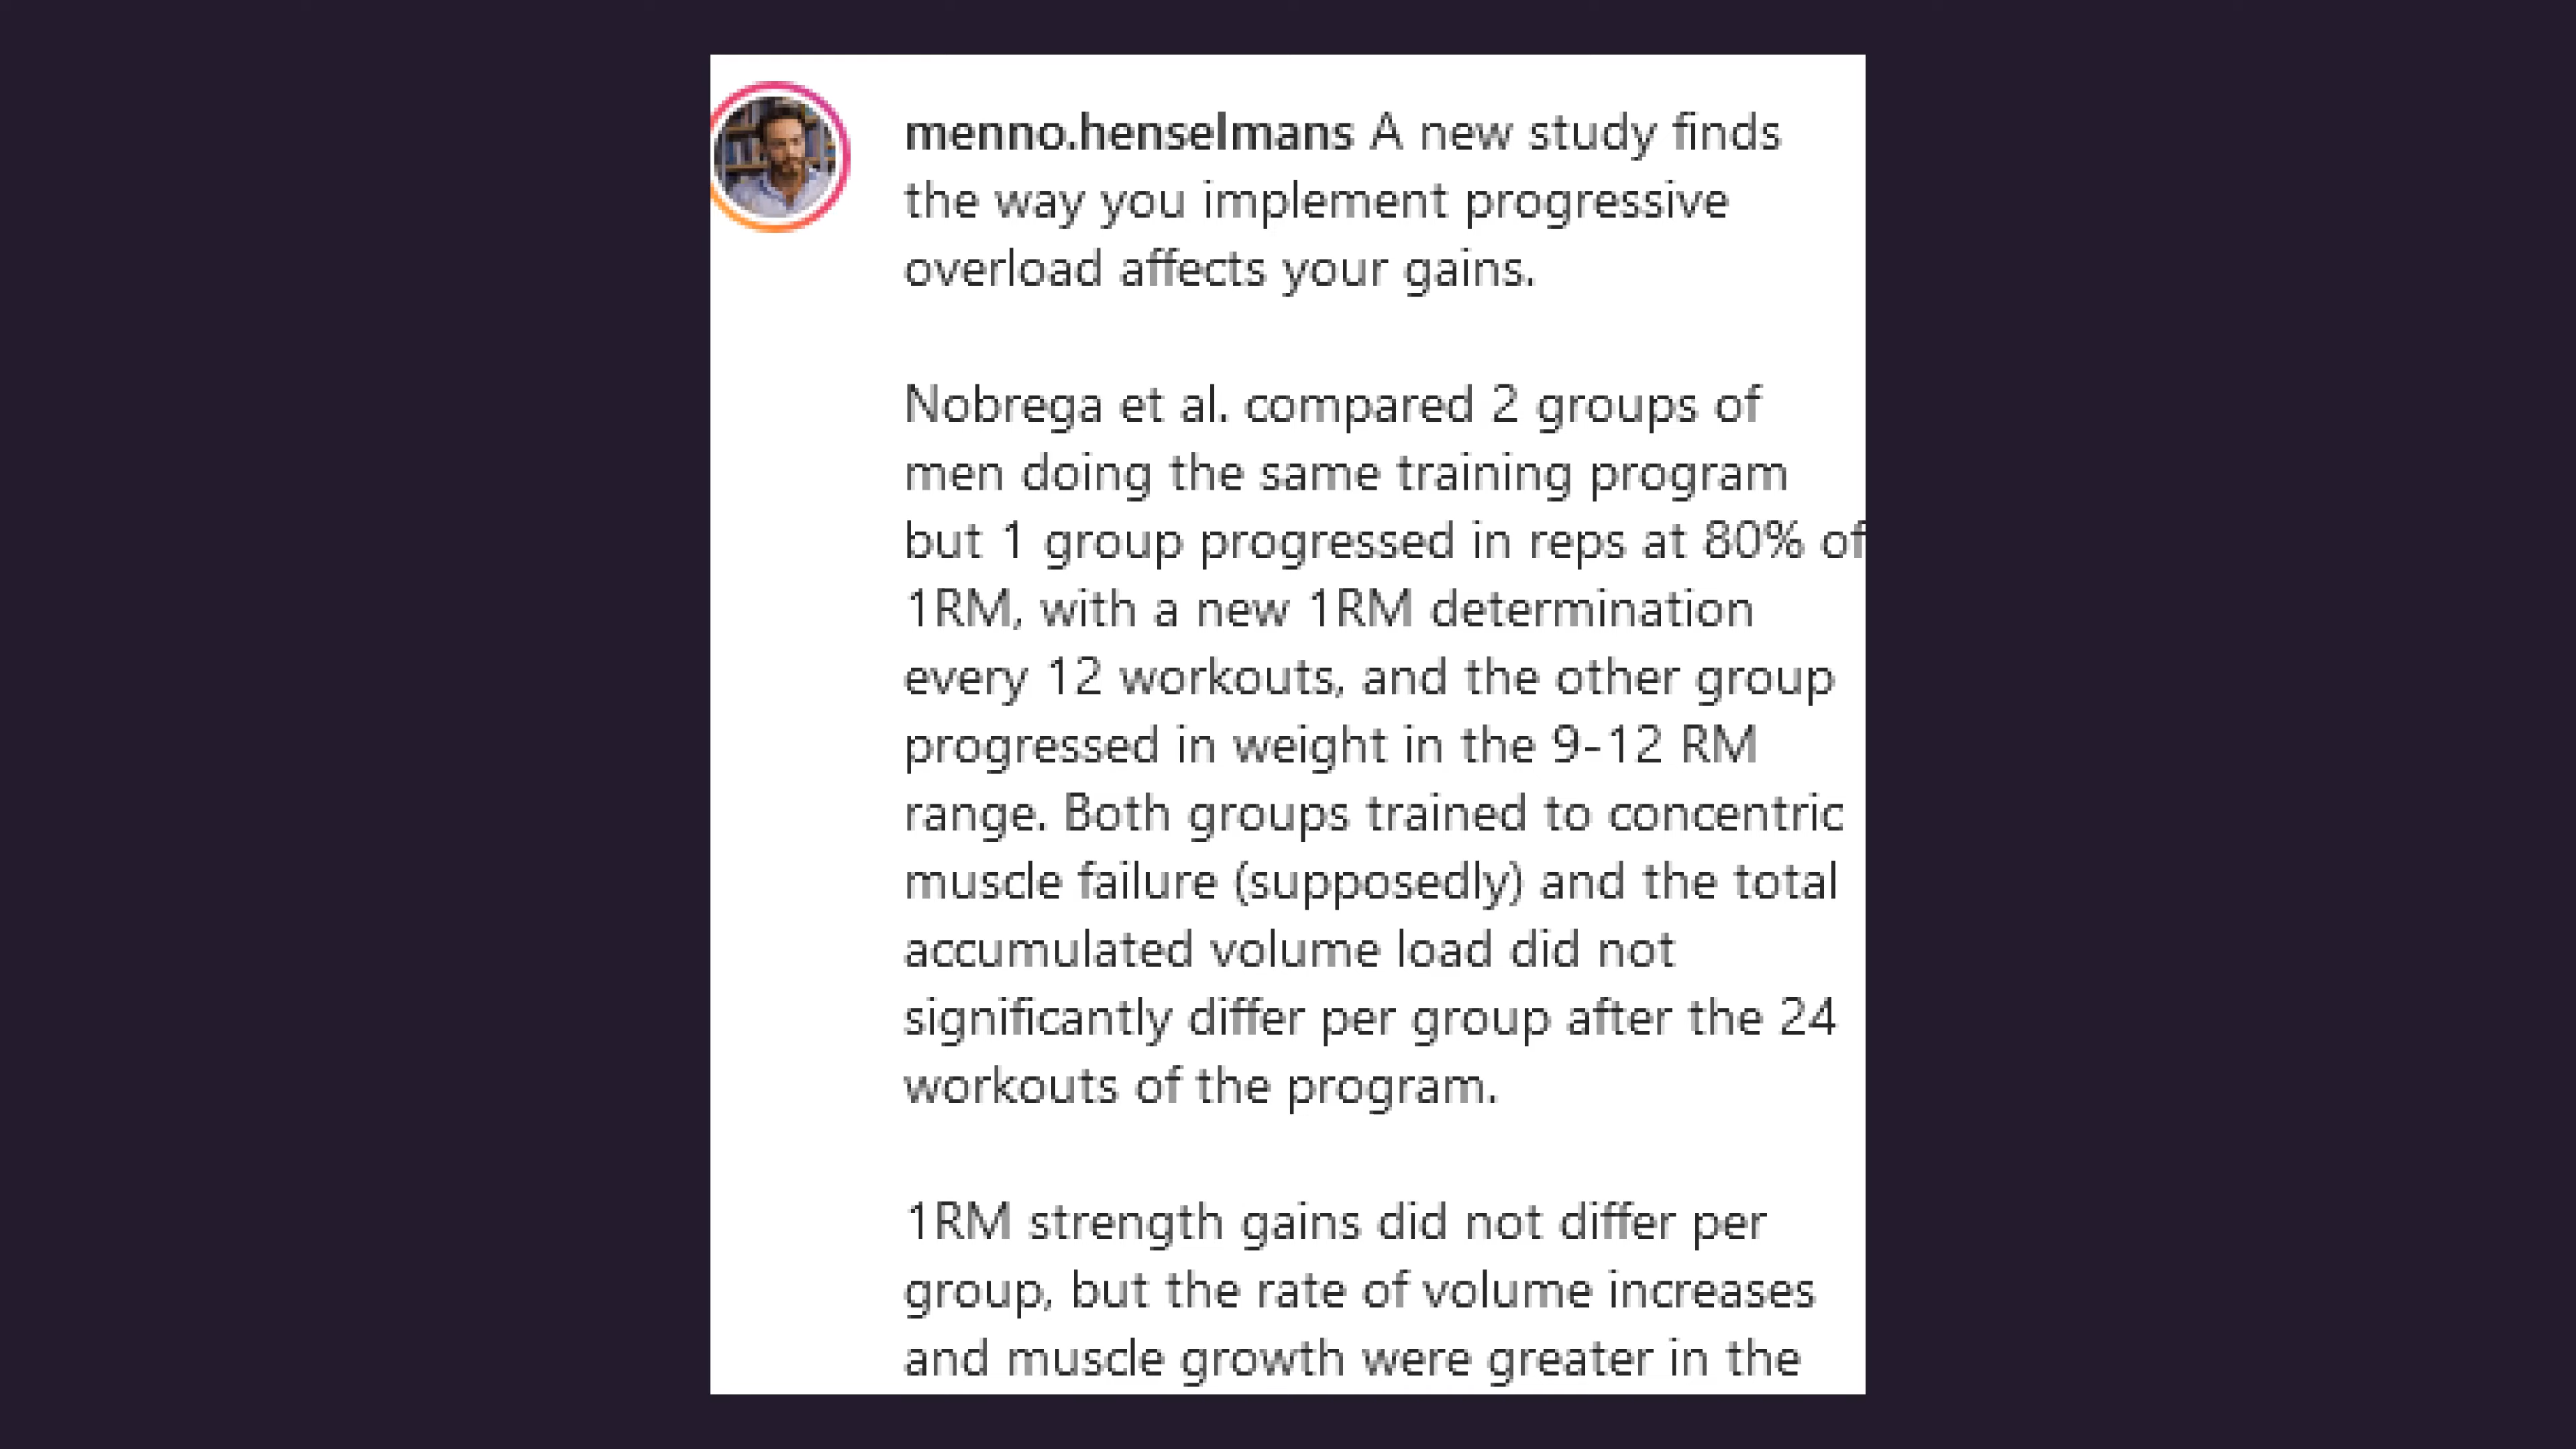 menno.henselmans A new study finds
the way you implement progressive
overload affects your gains.
Nobrega et al. compared 2 groups of
men doing the same training program
but 1 group progressed in reps at 80% of
1RM, with a new 1RM determination
every 12 workouts, and the other group
progressed in weight in the 9-12 RM
range. Both groups trained to concentric
muscle failure (supposedly) and the total
accumulated volume load did not
significantly differ per group after the 24
workouts of the program.
1RM strength gains did not differ per
group, but the rate of volume increases
and muscle growth were greater in the